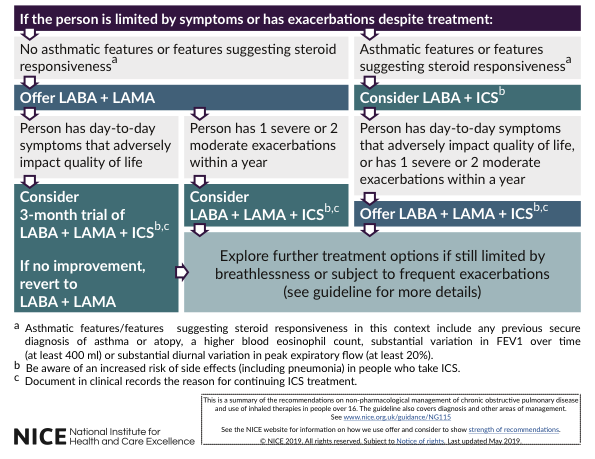 If the person is limited by symptoms or has exacerbations despite treatment:
No asthmatic features or features suggesting steroid
responsivenessa
Asthmatic features or features
suggesting steroid responsivenessa
Offer LABA + LAMA
Consider LABA + ICSb
Person has day-to-day
symptoms that adversely
impact quality of life
Person has 1 severe or 2
moderate exacerbations
within a year
Person has day-to-day symptoms
that adversely impact quality of life,
or has 1 severe or 2 moderate
exacerbations within a year
Consider
3-month trial of
LABA + LAMA + ICSb,c
If no improvement,
revert to
LABA + LAMA
Consider
LABA + LAMA + ICSb,c
Offer LABA + LAMA + ICSb,c
Explore further treatment options if still limited by
breathlessness or subject to frequent exacerbations
(see guideline for more details)
a Asthmatic features/features suggesting steroid responsiveness in this context include any previous secure
diagnosis of asthma or atopy, a higher blood eosinophil count, substantial variation in FEV1 over time
(at least 400 ml) or substantial diurnal variation in peak expiratory flow (at least 20%).
b Be aware of an increased risk of side effects (including pneumonia) in people who take ICS.
c Document in clinical records the reason for continuing ICS treatment.
NICE National Institute for
Health and Care Excellence
This is a summary of the recommendations on non-pharmacological management of chronic obstructive pulmonary disease
and use of inhaled therapies in people over 16. The guideline also covers diagnosis and other areas of management.
See www.nice.org.uk/guidance/NG115
See the NICE website for information on how we use offer and consider to show strength of recommendations.
© NICE 2019. All rights reserved. Subject to Notice of rights. Last updated May 2019.